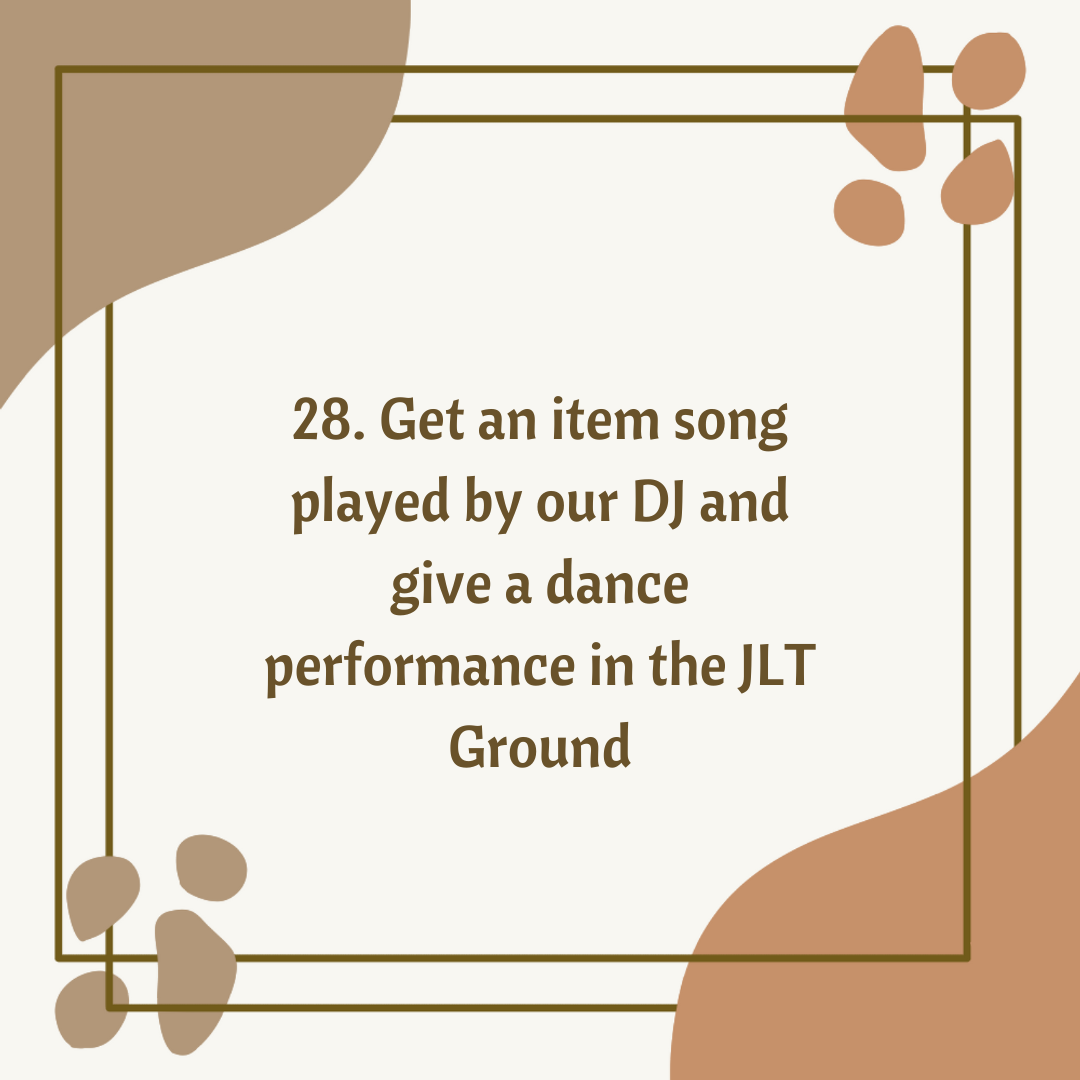 28. Get an item song
played by our DJ and
give a dance
performance in the JLT
Ground